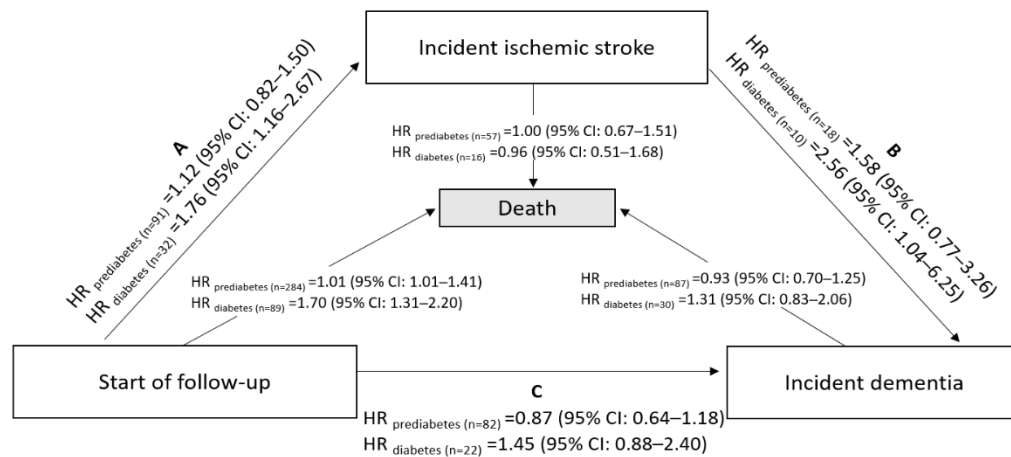 Incident ischemic stroke
A
HR prediabetes (n=91) =1.12 (95% CI: 0.82–1.50)
HR diabetes (n=32) =1.76 (95% CI: 1.16–2.67)
HR prediabetes (n=57) =1.00 (95% CI: 0.67–1.51)
HR diabetes (n=16) =0.96 (95% CI: 0.51–1.68)
B
HR prediabetes (n=18) =1.58 (95% CI: 0.77–3.26)
HR diabetes (n=10) =2.56 (95% CI: 1.04–6.25)
Death
HR prediabetes (n=284) =1.01 (95% CI: 1.01–1.41)
HR diabetes (n=89) =1.70 (95% CI: 1.31–2.20)
HR prediabetes (n=87) =0.93 (95% CI: 0.70–1.25)
HR diabetes (n=30) =1.31 (95% CI: 0.83–2.06)
Start of follow-up
Incident dementia
C
HR prediabetes (n=82) =0.87 (95% CI: 0.64–1.18)
HR diabetes (n=22) =1.45 (95% CI: 0.88–2.40)